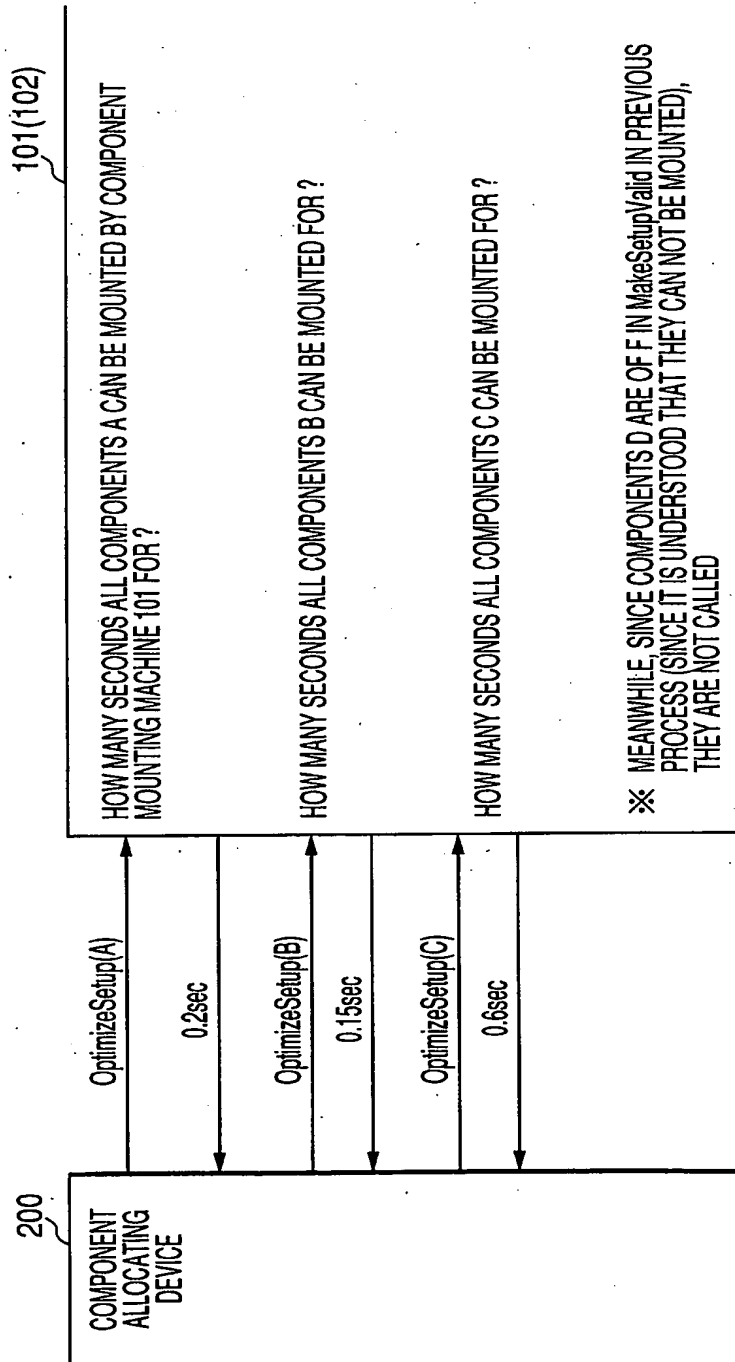 200
COMPONENT
ALLOCATING
DEVICE
101(102)
OptimizeSetup(A)
HOW MANY SECONDS ALL COMPONENTS A CAN BE MOUNTED BY COMPONENT
MOUNTING MACHINE 101 FOR ?
0.2sec
OptimizeSetup(B)
HOW MANY SECONDS ALL COMPONENTS B CAN BE MOUNTED FOR ?
0.15sec
OptimizeSetup(C)
HOW MANY SECONDS ALL COMPONENTS C CAN BE MOUNTED FOR ?
0.6sec
※ MEANWHILE, SINCE COMPONENTS D ARE OF F IN MakeSetupValid IN PREVIOUS
PROCESS (SINCE IT IS UNDERSTOOD THAT THEY CAN NOT BE MOUNTED),
THEY ARE NOT CALLED